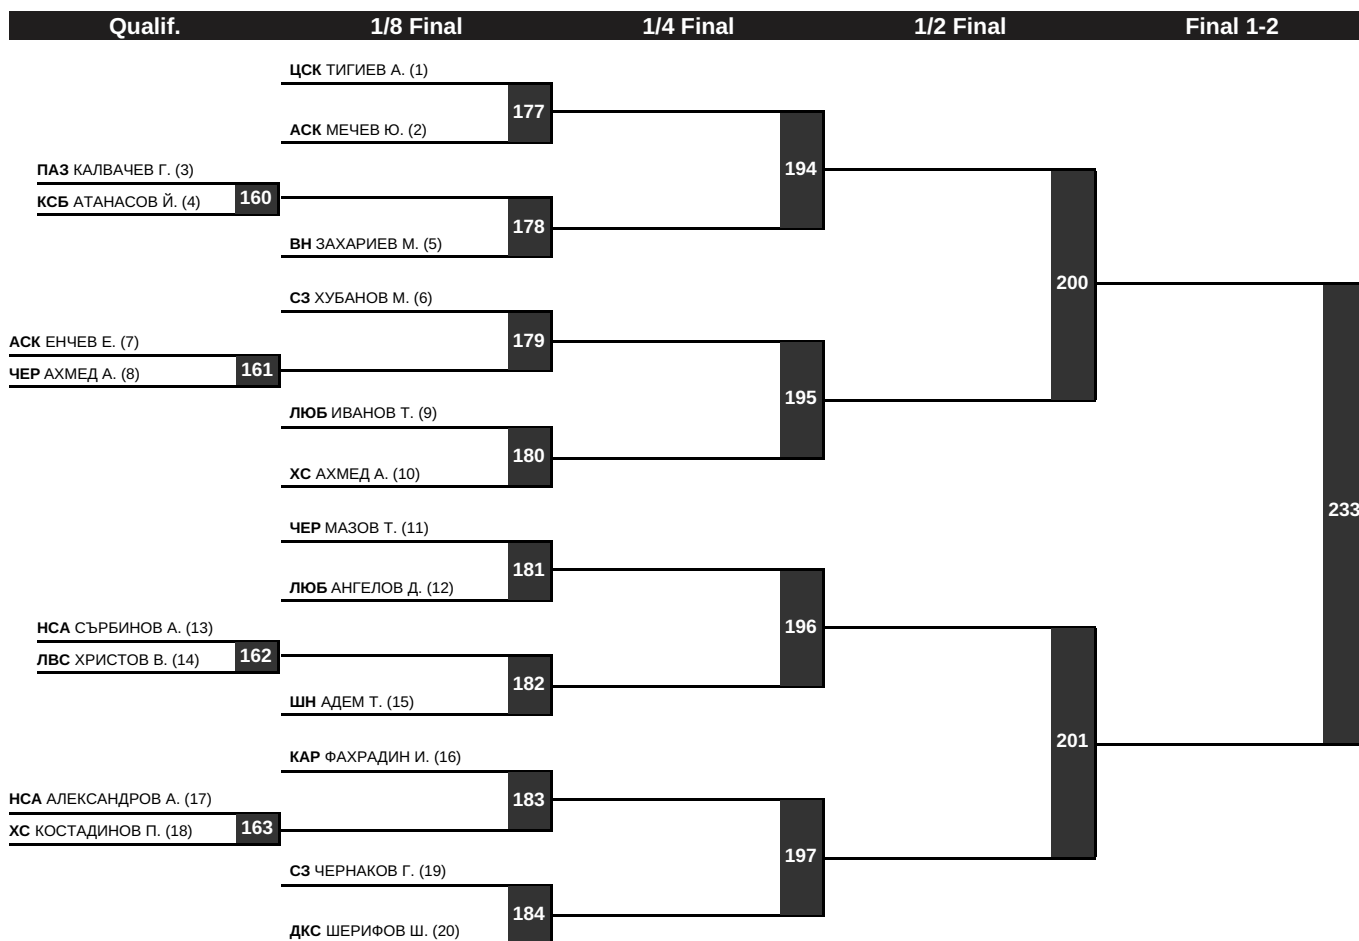 Qualif. 1/8 Final 1/4 Final 1/2 Final Final 1-2
ЦСК ТИГИЕВ А. (1)
177
АСК МЕЧЕВ Ю. (2)
ПАЗ КАЛВАЧЕВ Г. (3)
194
160
КСБ АТАНАСОВ Й. (4)
178
ВН ЗАХАРИЕВ М. (5)
200
СЗ ХУБАНОВ М. (6)
АСК ЕНЧЕВ Е. (7)
179
161
ЧЕР АХМЕД А. (8)
195
ЛЮБ ИВАНОВ Т. (9)
180
ХС АХМЕД А. (10)
233
ЧЕР МАЗОВ Т. (11)
181
ЛЮБ АНГЕЛОВ Д. (12)
НСА СЪРБИНОВ А. (13)
196
162
ЛВС ХРИСТОВ В. (14)
182
ШН АДЕМ Т. (15)
201
КАР ФАХРАДИН И. (16)
НСА АЛЕКСАНДРОВ А. (17)
183
163
ХС КОСТАДИНОВ П. (18)
197
СЗ ЧЕРНАКОВ Г. (19)
184
ДКС ШЕРИФОВ Ш. (20)